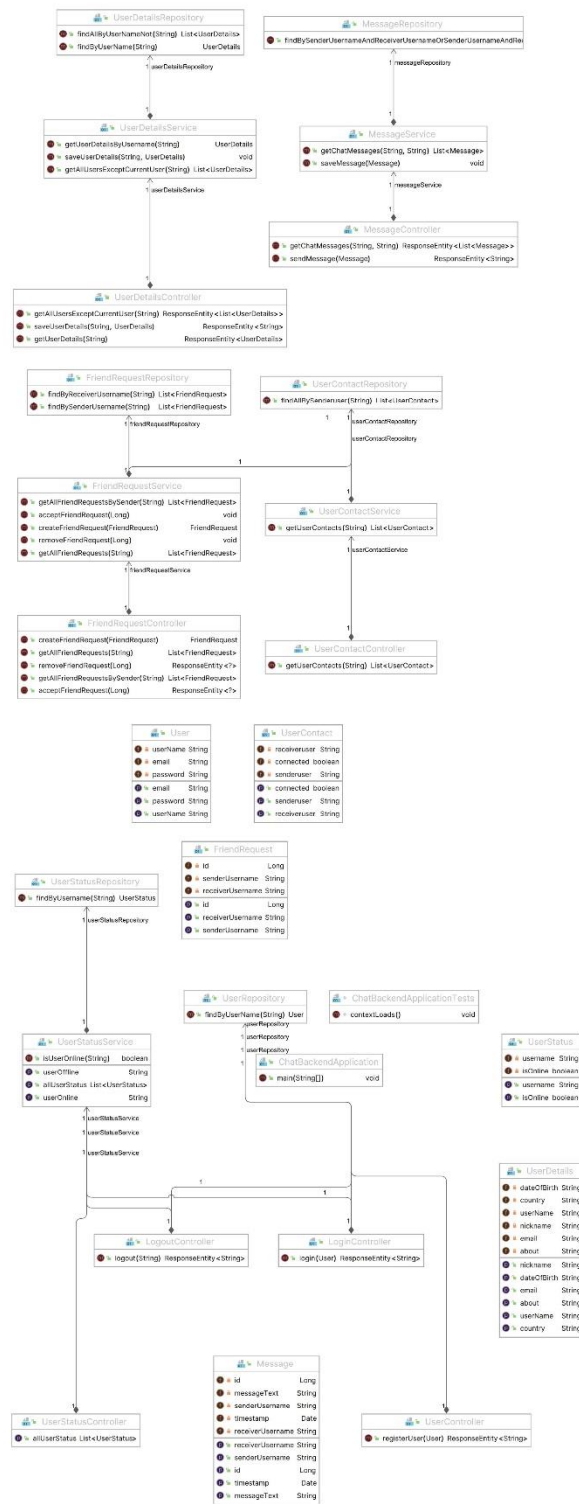 UserDetailsRepository
findAllByUserNameNot(String) List<UserDetails>
findByUserName(String) UserDetails
1 userDetailsRepository
1
UserDetailsService
getUserDetailsByUsername(String) UserDetails
saveUserDetails(String, UserDetails) void
getAllUsersExceptCurrentUser(String) List<UserDetails>
1 userDetailsService
1
UserDetailsController
getAllUsersExceptCurrentUser(String) ResponseEntity<List<UserDetails>>
saveUserDetails(String, UserDetails) ResponseEntity<String>
getUserDetails(String) ResponseEntity<UserDetails>
MessageRepository
findBySenderUsernameAndReceiverUsernameOrSenderUsernameAndRe
1 messageRepository
1
MessageService
getChatMessages(String, String) List<Message>
saveMessage(Message) void
1 messageService
1
MessageController
getChatMessages(String, String) ResponseEntity<List<Message>>
sendMessage(Message) ResponseEntity<String>
FriendRequestRepository
findByReceiverUsername(String) List<FriendRequest>
findBySenderUsername(String) List<FriendRequest>
1 friendRequestRepository
1
UserContactRepository
findAllBySenderuser(String) List<UserContact>
1 1
userContactRepository
userContactRepository
1
1
FriendRequestService
getAllFriendRequestsBySender(String) List<FriendRequest>
acceptFriendRequest(Long) void
createFriendRequest(FriendRequest) FriendRequest
removeFriendRequest(Long) void
getAllFriendRequests(String) List<FriendRequest>
1 friendRequestService
1
UserContactService
getUserContacts(String) List<UserContact>
1 userContactService
1
FriendRequestController
createFriendRequest(FriendRequest) FriendRequest
getAllFriendRequests(String) List<FriendRequest>
removeFriendRequest(Long) ResponseEntity<?>
getAllFriendRequestsBySender(String) List<FriendRequest>
acceptFriendRequest(Long) ResponseEntity<?>
UserContactController
getUserContacts(String) List<UserContact>
User
userName String
email String
password String
email String
password String
userName String
UserContact
receiveruser String
connected boolean
senderuser String
connected boolean
senderuser String
receiveruser String
FriendRequest
id Long
senderUsername String
receiverUsername String
id Long
receiverUsername String
senderUsername String
UserStatusRepository
findByUsername(String) UserStatus
1 userStatusRepository
1
UserRepository
findByUserName(String) User
userRepository
1 userRepository
userRepository
1
ChatBackendApplicationTests
contextLoads() void
UserStatusService
isUserOnline(String) boolean
userOffline String
allUserStatus List<UserStatus>
userOnline String
ChatBackendApplication
main(String[]) void
UserStatus
username String
isOnline boolean
username String
isOnline boolean
1 userStatusService
1 userStatusService
1 userStatusService
1
1
1
1
LogoutController
logout(String) ResponseEntity<String>
LoginController
login(User) ResponseEntity<String>
UserDetails
dateOfBirth String
country String
userName String
nickname String
email String
about String
nickname String
dateOfBirth String
email String
about String
userName String
country String
1
UserStatusController
allUserStatus List<UserStatus>
Message
id Long
messageText String
senderUsername String
timestamp Date
receiverUsername String
receiverUsername String
senderUsername String
id Long
timestamp Date
messageText String
1
UserController
registerUser(User) ResponseEntity<String>